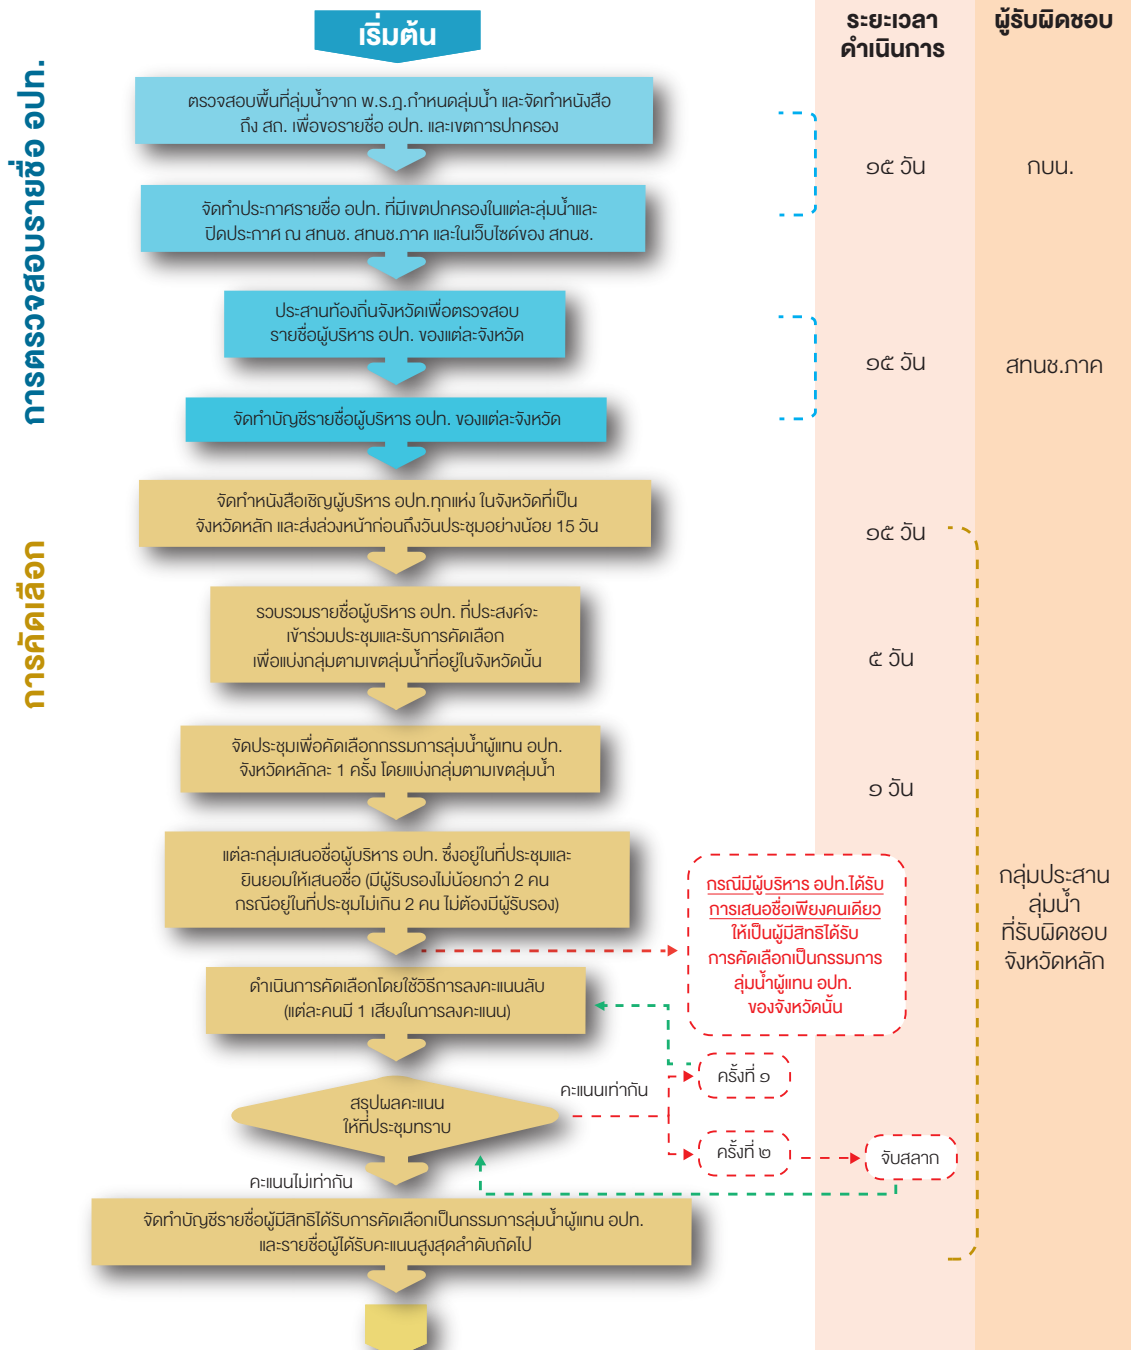 เริ่มต้น
ระยะเวลา
ดำเนินการ
ผู้รับผิดชอบ
การตรวจสอบรายชื่อ อปท.
ตรวจสอบพื้นที่ลุ่มน้ำจาก พ.ร.ฎ.กำหนดลุ่มน้ำ และจัดทำหนังสือ
ถึง สถ. เพื่อขอรายชื่อ อปท. และเขตการปกครอง
๑๕ วัน
กบน.
จัดทำประกาศรายชื่อ อปท. ที่มีเขตปกครองในแต่ละลุ่มน้ำและ
ปิดประกาศ ณ สทนช. สทนช.ภาค และในเว็บไซต์ของ สทนช.
ประสานท้องถิ่นจังหวัดเพื่อตรวจสอบ
รายชื่อผู้บริหาร อปท. ของแต่ละจังหวัด
๑๕ วัน
สทนช.ภาค
จัดทำบัญชีรายชื่อผู้บริหาร อปท. ของแต่ละจังหวัด
การคัดเลือก
จัดทำหนังสือเชิญผู้บริหาร อปท.ทุกแห่ง ในจังหวัดที่เป็น
จังหวัดหลัก และส่งล่วงหน้าก่อนถึงวันประชุมอย่างน้อย 15 วัน
๑๕ วัน
รวบรวมรายชื่อผู้บริหาร อปท. ที่ประสงค์จะ
เข้าร่วมประชุมและรับการคัดเลือก
เพื่อแบ่งกลุ่มตามเขตลุ่มน้ำที่อยู่ในจังหวัดนั้น
๕ วัน
จัดประชุมเพื่อคัดเลือกกรรมการลุ่มน้ำผู้แทน อปท.
จังหวัดหลักละ 1 ครั้ง โดยแบ่งกลุ่มตามเขตลุ่มน้ำ
๑ วัน
แต่ละกลุ่มเสนอชื่อผู้บริหาร อปท. ซึ่งอยู่ในที่ประชุมและ
ยินยอมให้เสนอชื่อ (มีผู้รับรองไม่น้อยกว่า 2 คน
กรณีอยู่ในที่ประชุมไม่เกิน 2 คน ไม่ต้องมีผู้รับรอง)
กรณีมีผู้บริหาร อปท.ได้รับ
การเสนอชื่อเพียงคนเดียว
ให้เป็นผู้มีสิทธิได้รับ
การคัดเลือกเป็นกรรมการ
ลุ่มน้ำผู้แทน อปท.
ของจังหวัดนั้น
กลุ่มประสาน
ลุ่มน้ำ
ที่รับผิดชอบ
จังหวัดหลัก
ดำเนินการคัดเลือกโดยใช้วิธีการลงคะแนนลับ
(แต่ละคนมี 1 เสียงในการลงคะแนน)
สรุปผลคะแนน
ให้ที่ประชุมทราบ
คะแนนเท่ากัน
ครั้งที่ ๑
ครั้งที่ ๒
จับสลาก
คะแนนไม่เท่ากัน
จัดทำบัญชีรายชื่อผู้มีสิทธิได้รับการคัดเลือกเป็นกรรมการลุ่มน้ำผู้แทน อปท.
และรายชื่อผู้ได้รับคะแนนสูงสุดลำดับถัดไป